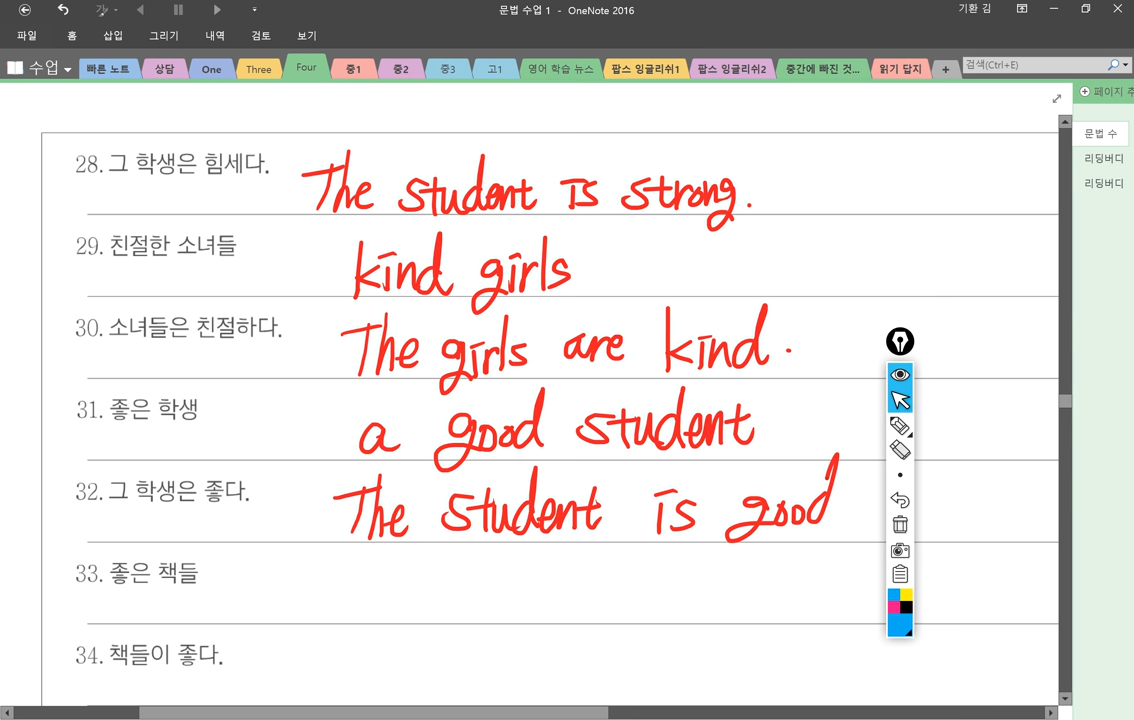 문법 수업 1 - OneNote 2016
기환 김
파일 홈 삽입 그리기 내역 검토 보기
수업 빠른 노트 상담 One Three Four 중1 중2 중3 고1 영어 학습 뉴스 팝스 잉글리쉬1 팝스 잉글리쉬2 중간에 빠진 것... 읽기 답지 + 검색(Ctrl+E)
페이지 추
문법 수
리딩버디
리딩버디
28. 그 학생은 힘세다. The student is strong.
29. 친절한 소녀들 kind girls
30. 소녀들은 친절하다. The girls are kind.
31. 좋은 학생 a good student
32. 그 학생은 좋다. The student is good
33. 좋은 책들
34. 책들이 좋다.